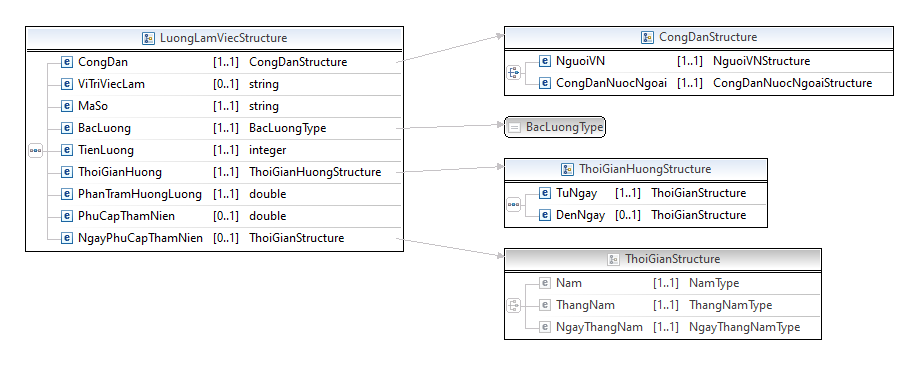 LuongLamViecStructure
CongDan [1..1] CongDanStructure
ViTriViecLam [0..1] string
MaSo [1..1] string
BacLuong [1..1] BacLuongType
TienLuong [1..1] integer
ThoiGianHuong [1..1] ThoiGianHuongStructure
PhanTramHuongLuong [1..1] double
PhuCapThamNien [0..1] double
NgayPhuCapThamNien [0..1] ThoiGianStructure
CongDanStructure
NguoiVN [1..1] NguoiVNStructure
CongDanNuocNgoai [1..1] CongDanNuocNgoaiStructure
BacLuongType
ThoiGianHuongStructure
TuNgay [1..1] ThoiGianStructure
DenNgay [0..1] ThoiGianStructure
ThoiGianStructure
Nam [1..1] NamType
ThangNam [1..1] ThangNamType
NgayThangNam [1..1] NgayThangNamType